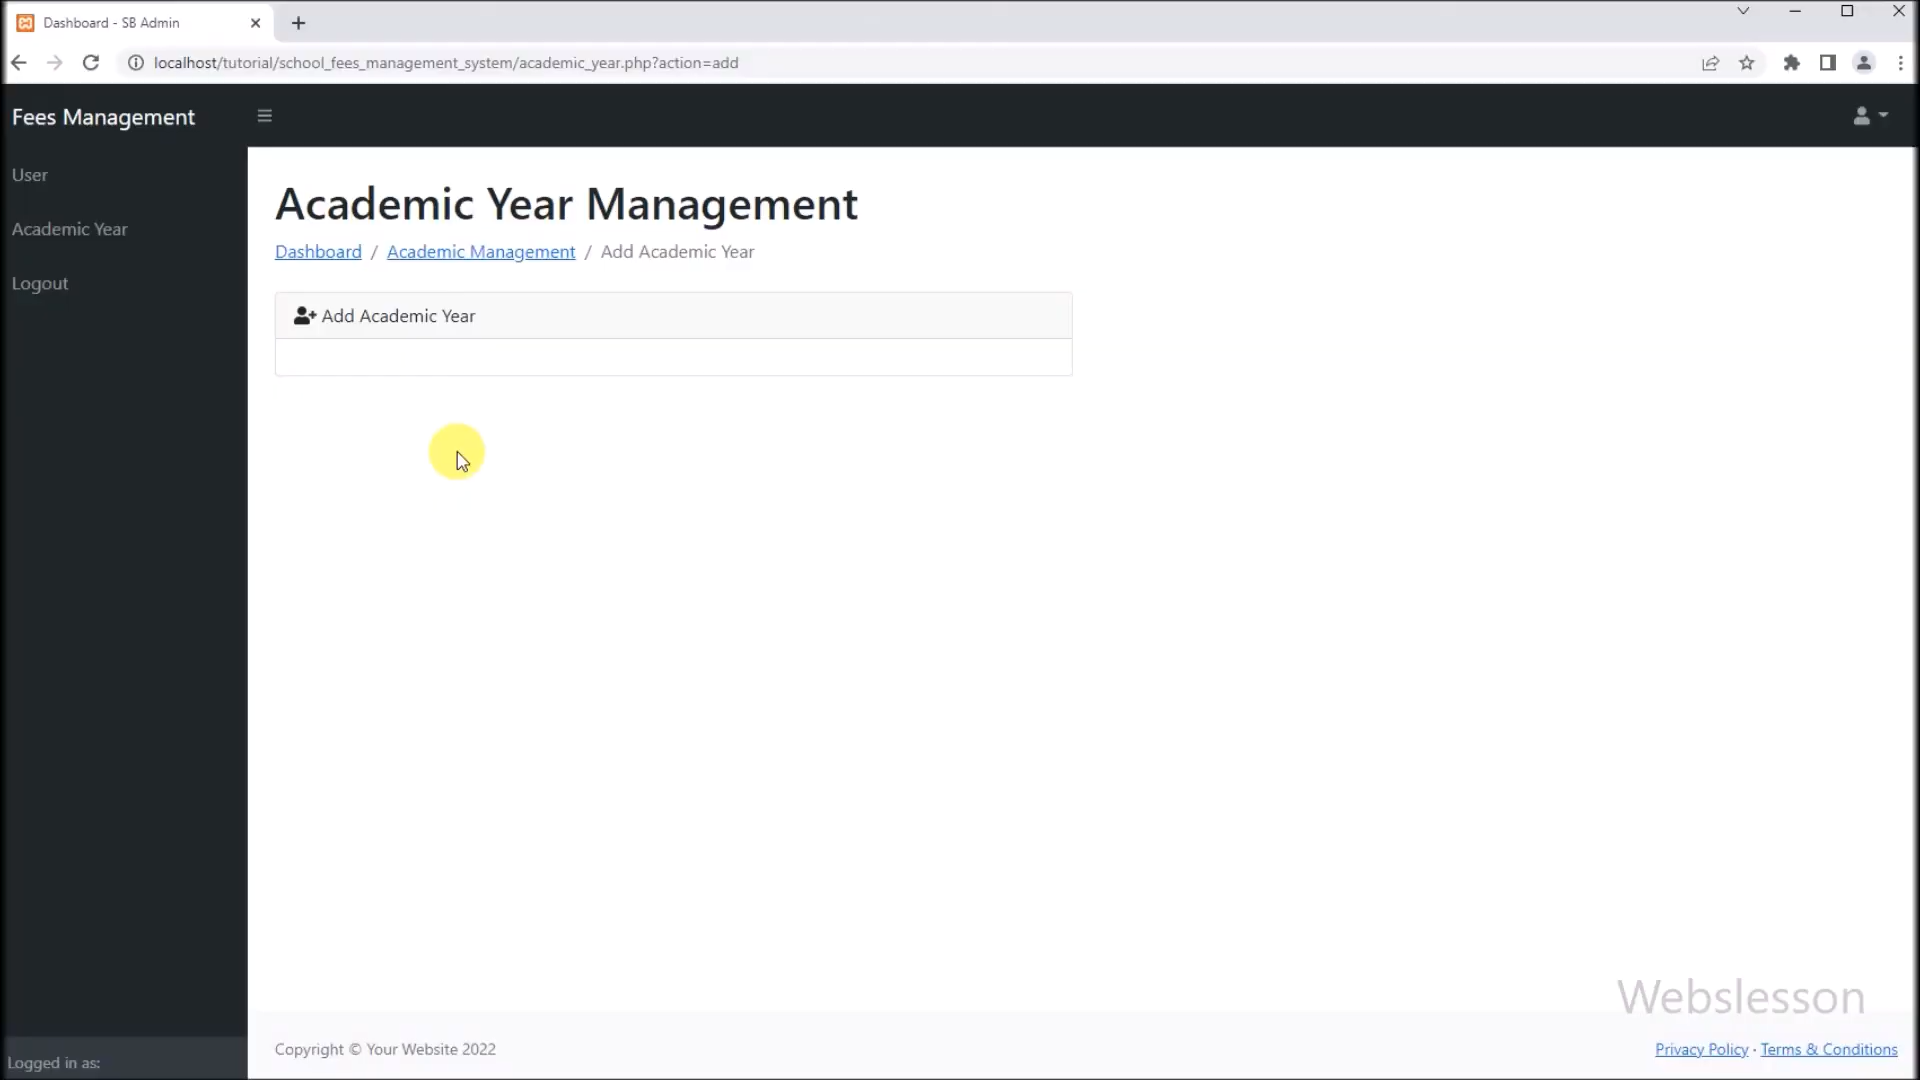 Dashboard - SB Admin
localhost/tutorial/school_fees_management_system/academic_year.php?action=add
Fees Management
User
Academic Year
Logout
Academic Year Management
Dashboard / Academic Management / Add Academic Year
Add Academic Year
Webslesson
Logged in as:
Copyright © Your Website 2022
Privacy Policy · Terms & Conditions